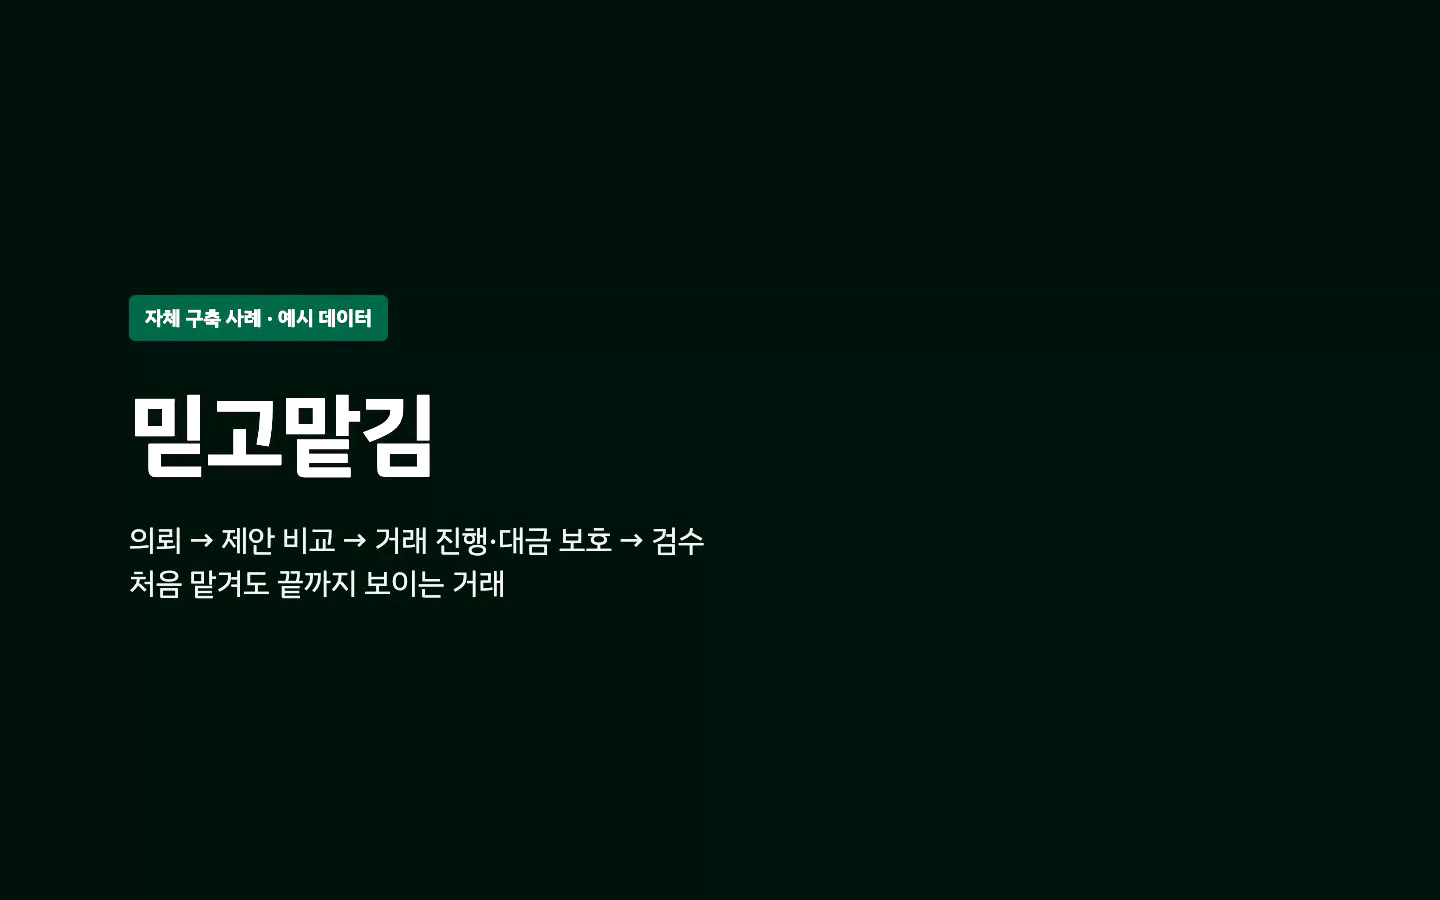 자체 구축 사례 · 예시 데이터
믿고맡김
의뢰 → 제안 비교 → 거래 진행·대금 보호 → 검수
처음 맡겨도 끝까지 보이는 거래